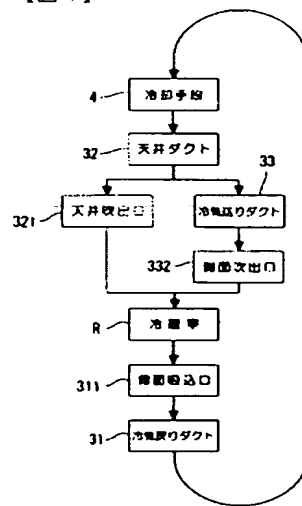 4
冷却手段
32
天井ダクト
33
321
天井吹出口
冷気送りダクト
332
側面吹出口
R
冷蔵室
311
背面吸込口
31
冷気戻りダクト